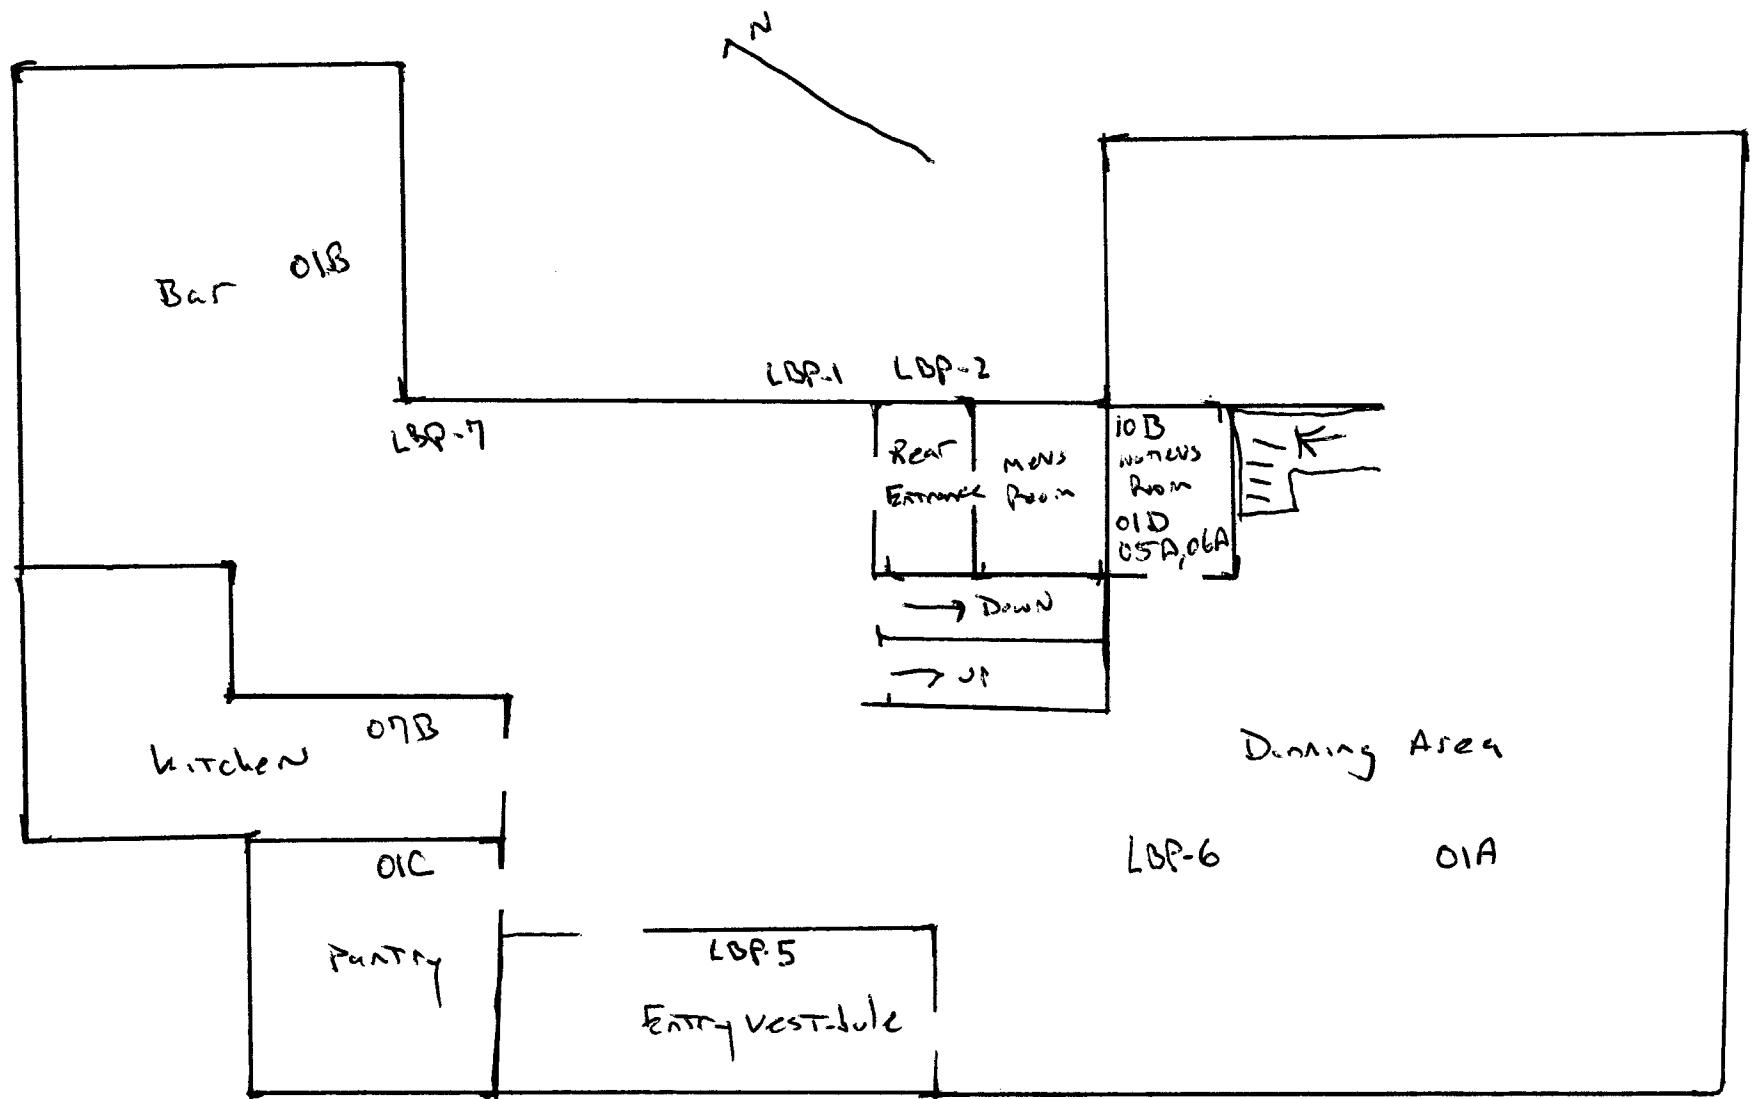 N
Bar 01B
LBP-1 LBP-2
LBP-7
Rear
Entrance
Mens
Room
10B
Womens
Room
01D
05A, 06A
→ Down
→ UP
07B
Kitchen
Dinning Area
01C
LBP-6 01A
Pantry
LBP-5
Entry Vestibule